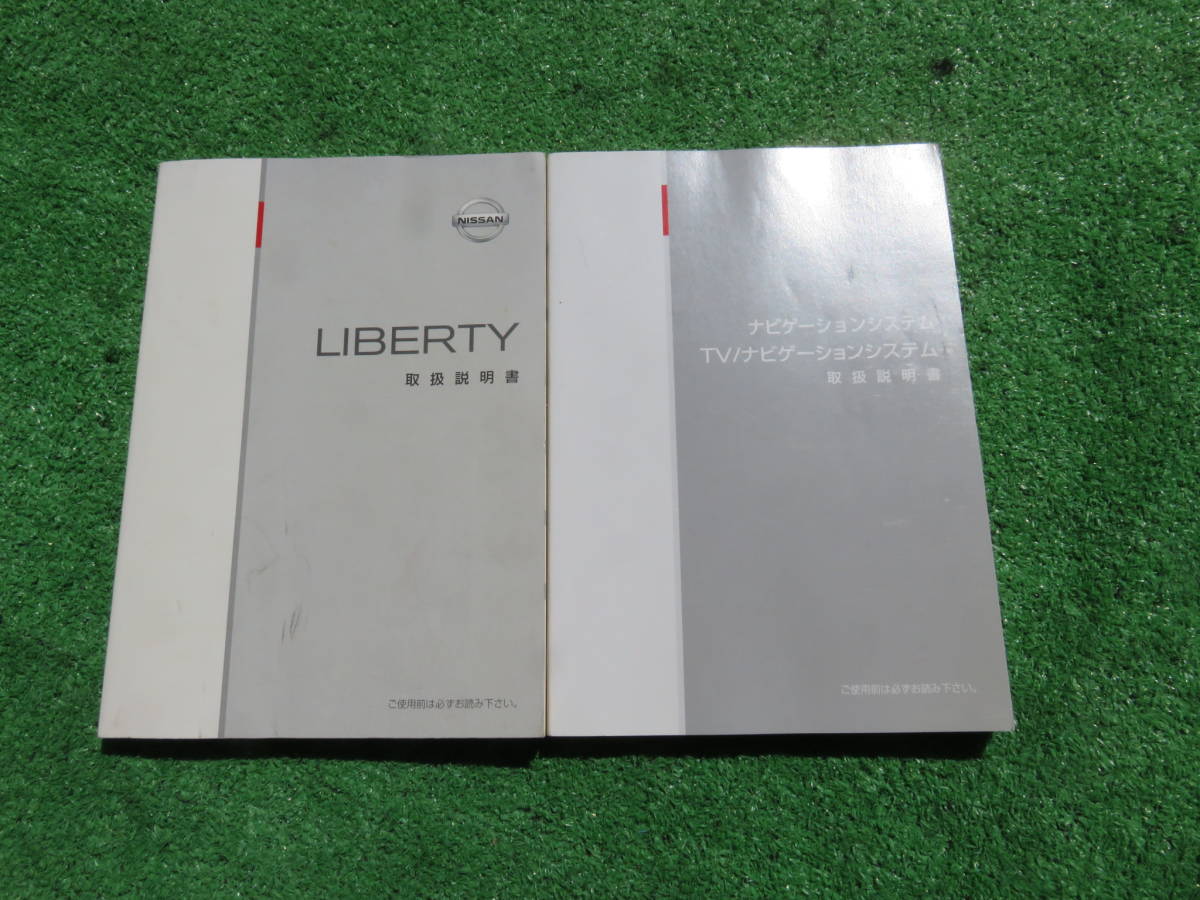 NISSAN
LIBERTY
取扱説明書
ご使用前は必ずお読み下さい。
ナビゲーションシステム
TV/ナビゲーションシステム
取扱説明書
ご使用前は必ずお読み下さい。